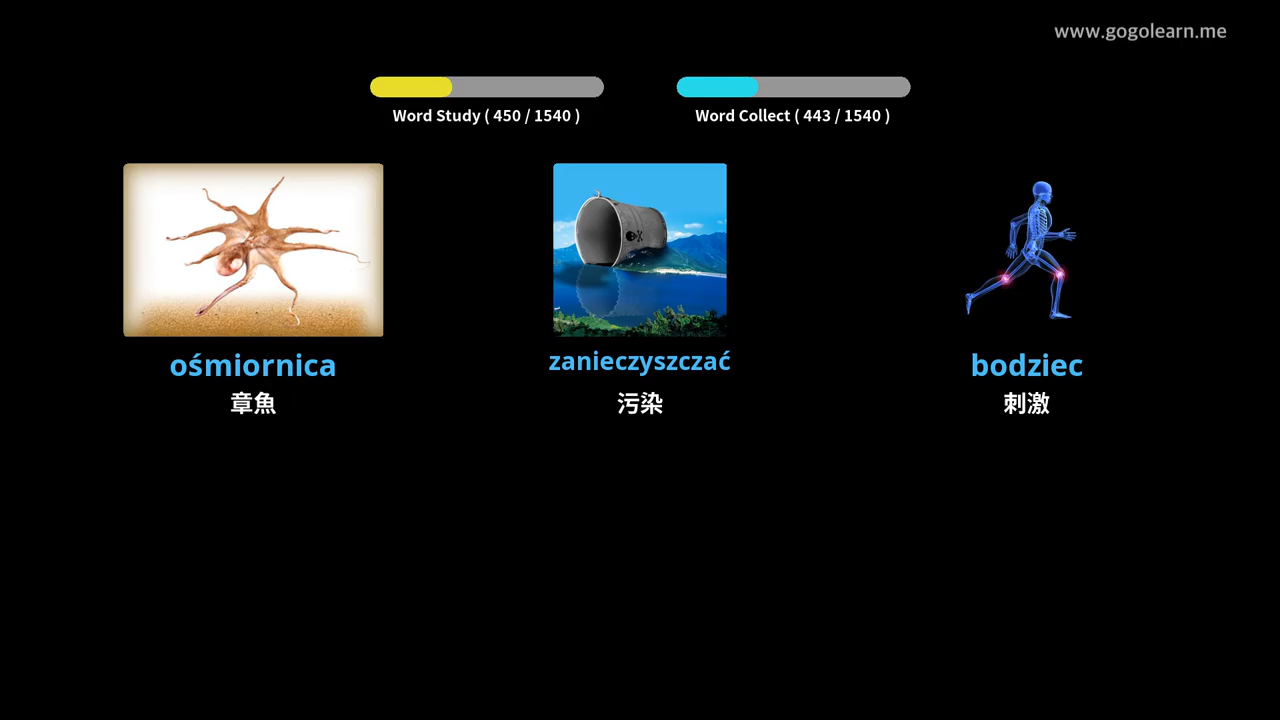 www.gogolearn.me
Word Study ( 450 / 1540 )
Word Collect ( 443 / 1540 )
ośmiornica
章魚
zanieczyszczać
污染
bodziec
刺激